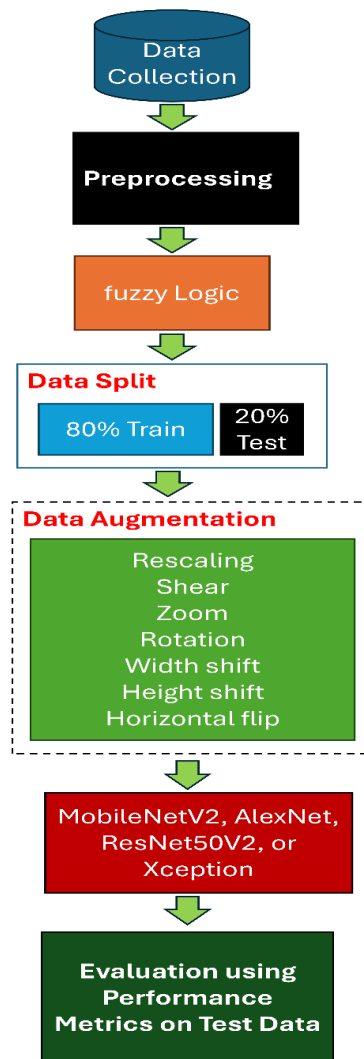 Data
Collection
Preprocessing
fuzzy Logic
Data Split
80% Train
20%
Test
Data Augmentation
Rescaling
Shear
Zoom
Rotation
Width shift
Height shift
Horizontal flip
MobileNetV2, AlexNet,
ResNet50V2, or
Xception
Evaluation using
Performance
Metrics on Test Data